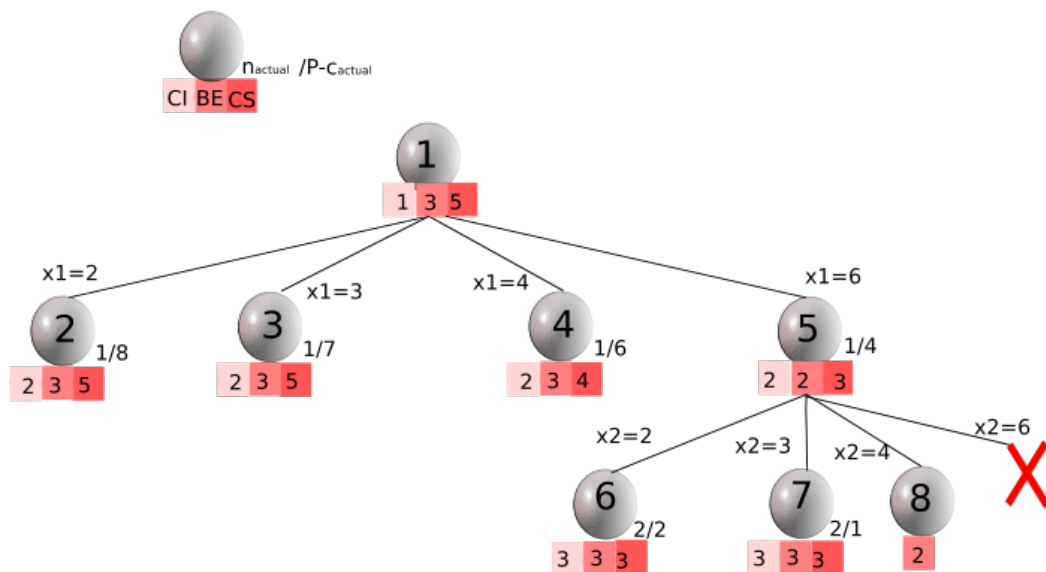 nactual /P-cactual
CI BE CS
1
1 3 5
x1=2 x1=3 x1=4 x1=6
2 3 4 5
1/8 1/7 1/6 1/4
2 3 5 2 3 5 2 3 4 2 2 3
x2=2 x2=3 x2=4 x2=6
6 7 8
2/2 2/1
3 3 3 3 3 3 2